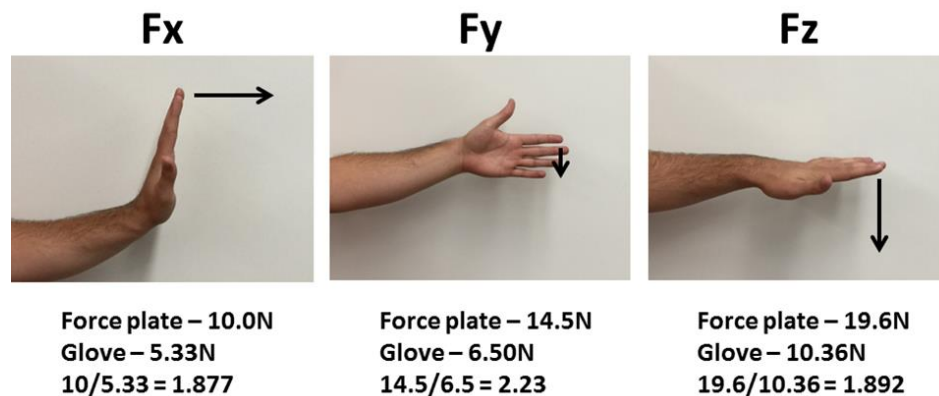 Fx
Fy
Fz
Force plate – 10.0N
Glove – 5.33N
10/5.33 = 1.877
Force plate – 14.5N
Glove – 6.50N
14.5/6.5 = 2.23
Force plate – 19.6N
Glove – 10.36N
19.6/10.36 = 1.892